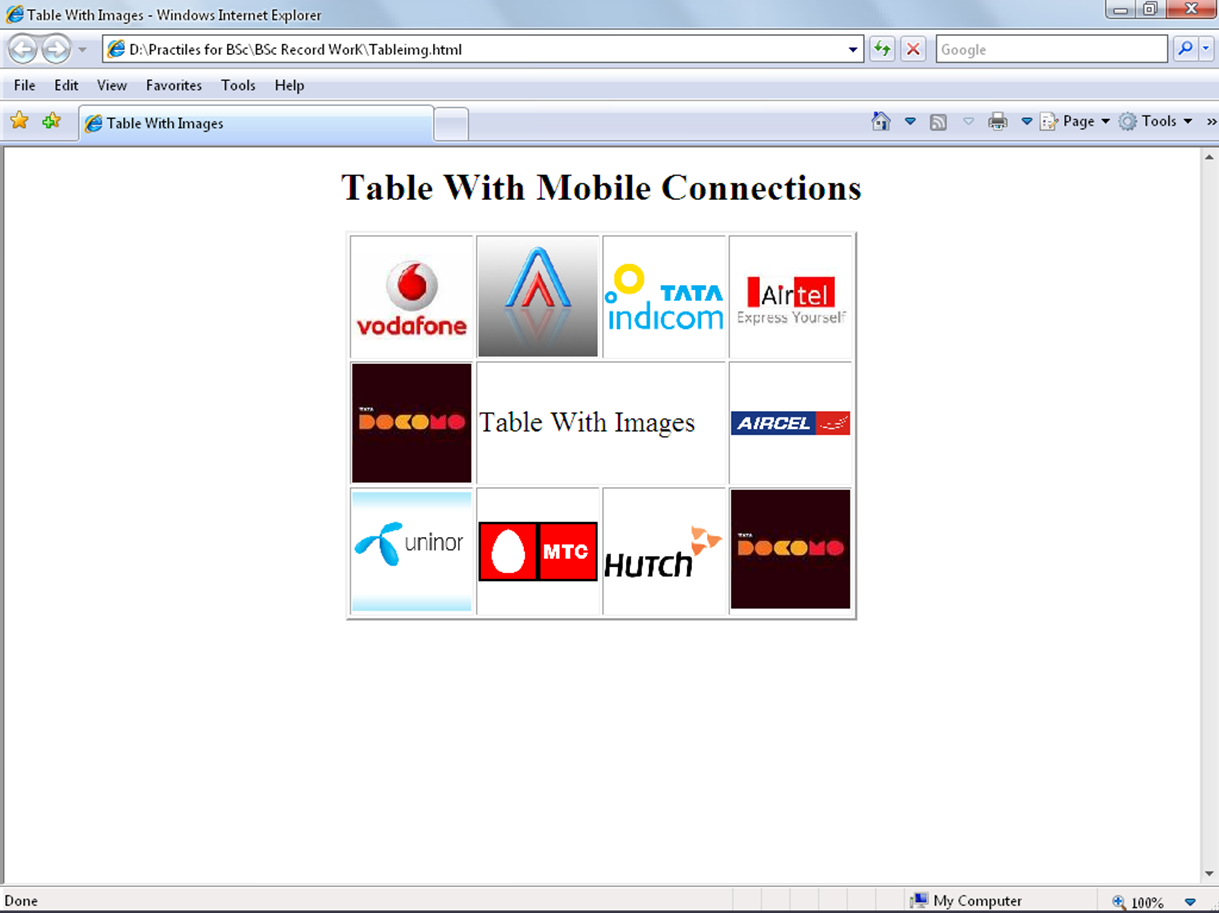 Table With Images - Windows Internet Explorer
D:\Practiles for BSc\BSc Record WorK\Tableimg.html
Google
File Edit View Favorites Tools Help
Table With Images
Page Tools »
Table With Mobile Connections
vodafone
TATA
indicom
Airtel
Express Yourself
TATA
DOCOMO
Table With Images
AIRCEL
uninor
МТС
HUTCH
TATA
DOCOMO
Done
My Computer
100%